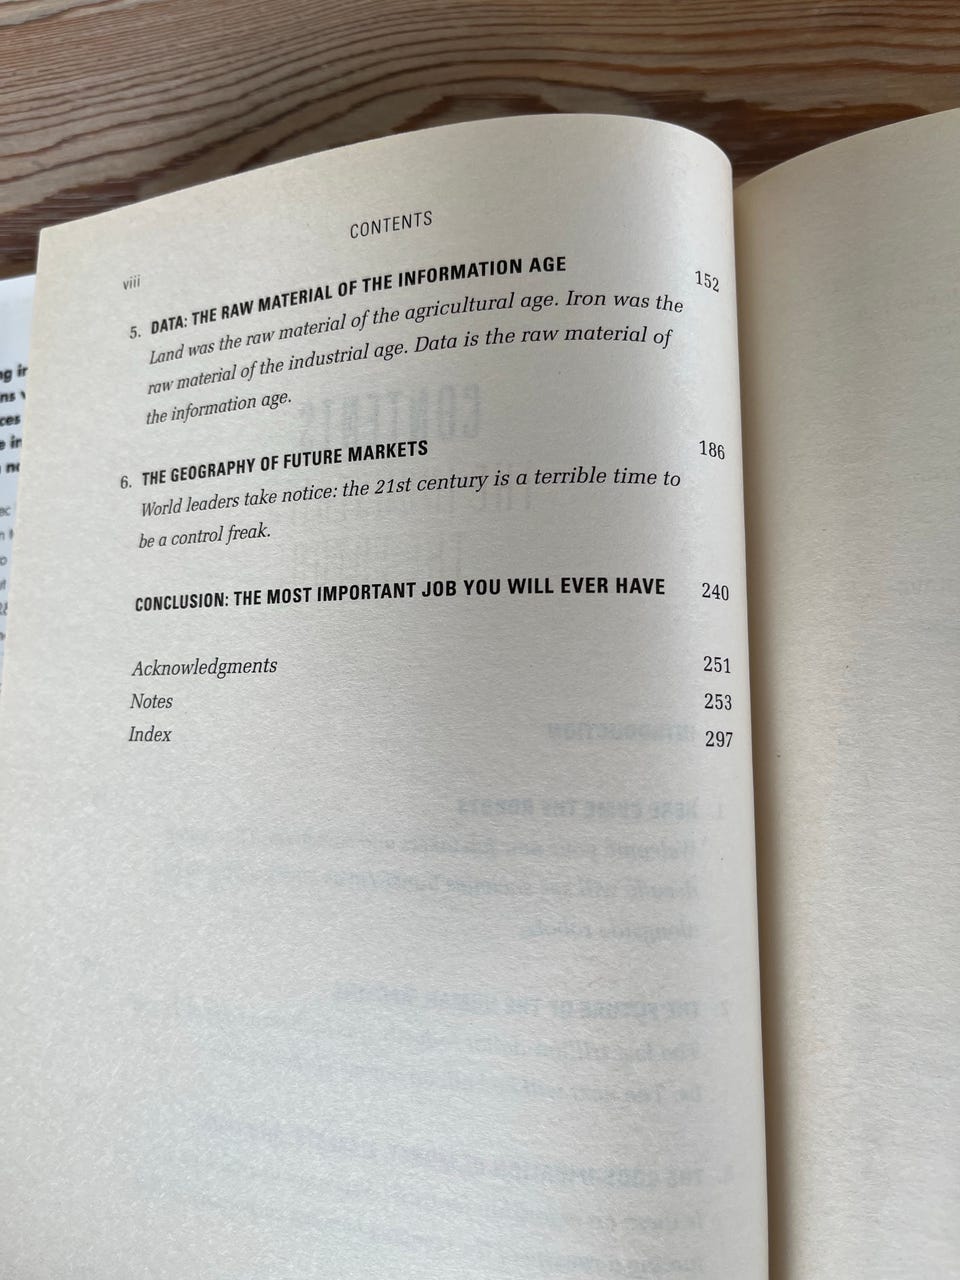 CONTENTS
viii
5. DATA: THE RAW MATERIAL OF THE INFORMATION AGE 152
Land was the raw material of the agricultural age. Iron was the
raw material of the industrial age. Data is the raw material of
the information age.
6. THE GEOGRAPHY OF FUTURE MARKETS 186
World leaders take notice: the 21st century is a terrible time to
be a control freak.
CONCLUSION: THE MOST IMPORTANT JOB YOU WILL EVER HAVE 240
Acknowledgments 251
Notes 253
Index 297